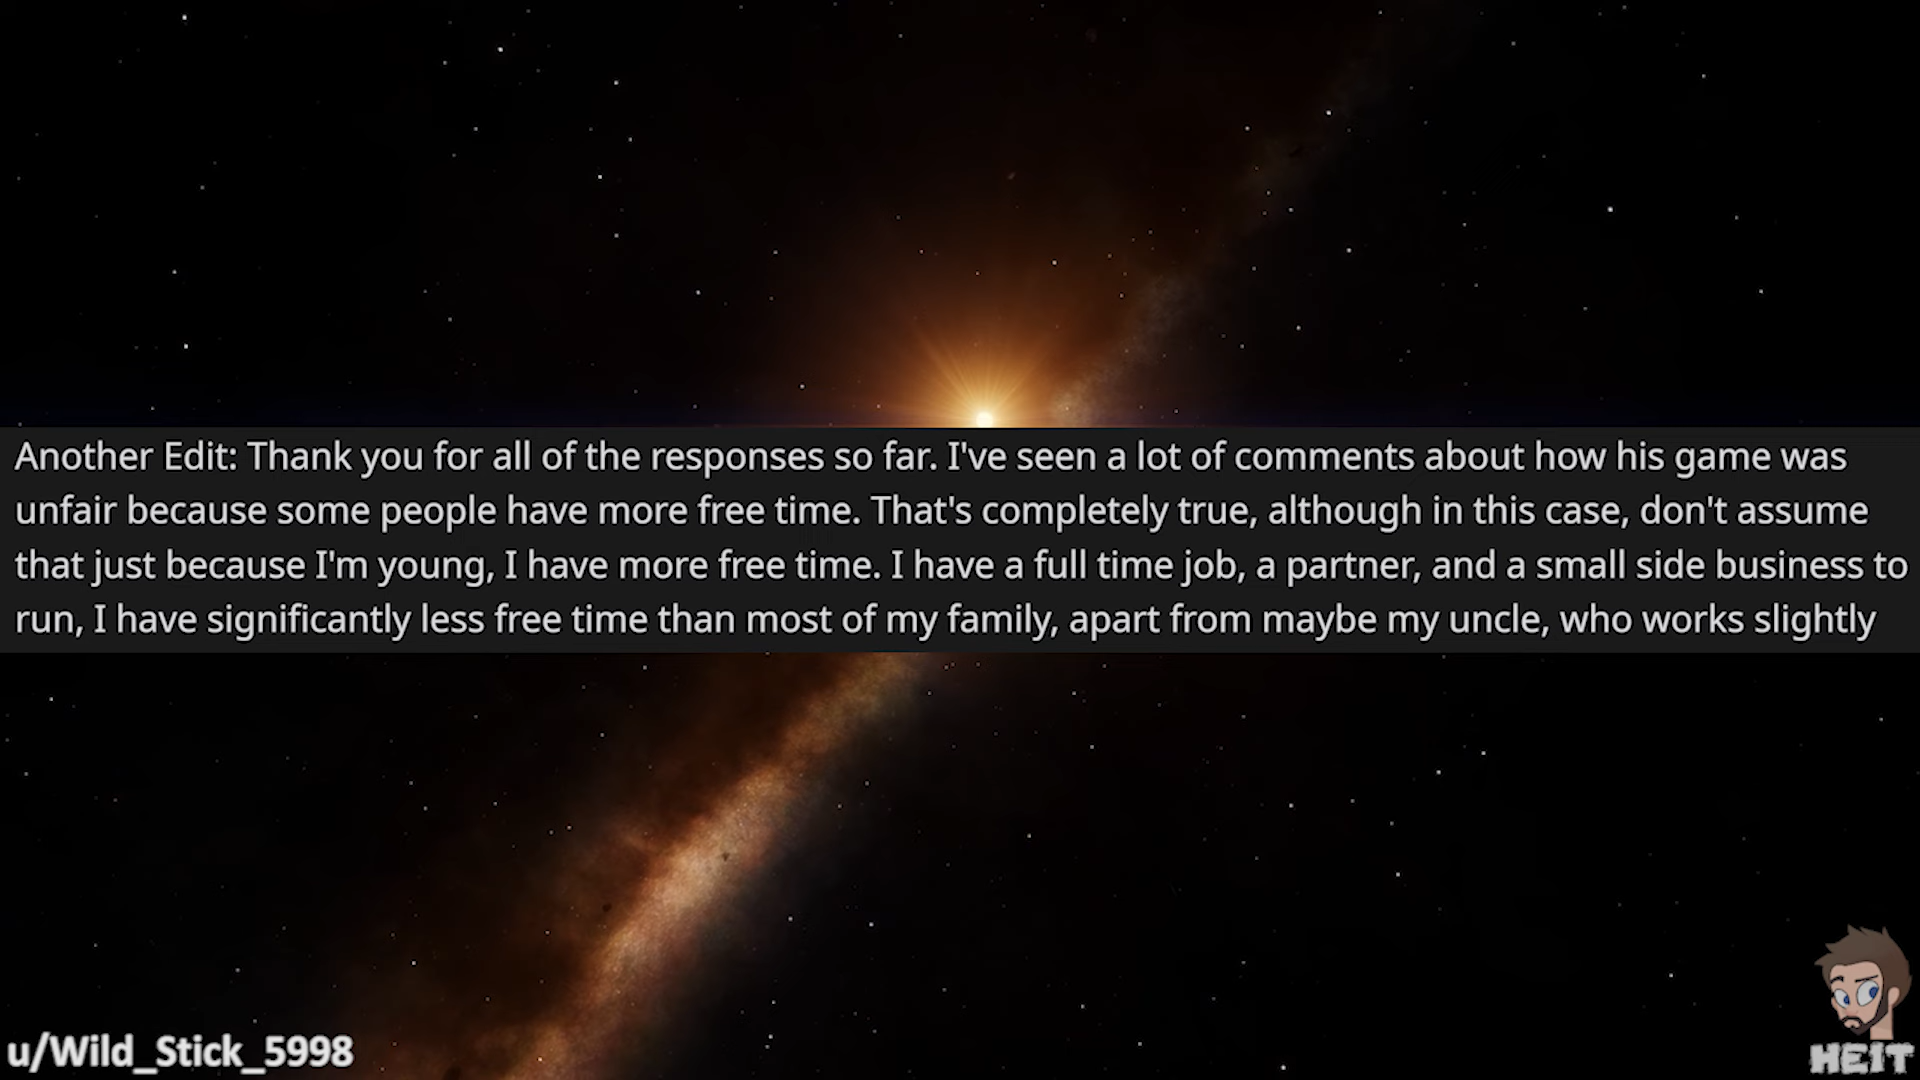 Another Edit: Thank you for all of the responses so far. I've seen a lot of comments about how his game was
unfair because some people have more free time. That's completely true, although in this case, don't assume
that just because I'm young, I have more free time. I have a full time job, a partner, and a small side business to
run, I have significantly less free time than most of my family, apart from maybe my uncle, who works slightly
u/Wild_Stick_5998
HEIT